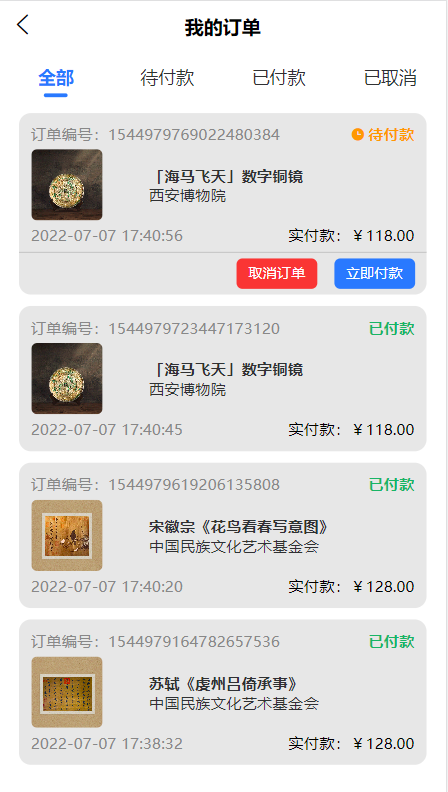 我的订单
全部 待付款 已付款 已取消
订单编号：1544979769022480384 待付款
「海马飞天」数字铜镜
西安博物院
2022-07-07 17:40:56 实付款：￥118.00
取消订单 立即付款
订单编号：1544979723447173120 已付款
「海马飞天」数字铜镜
西安博物院
2022-07-07 17:40:45 实付款：￥118.00
订单编号：1544979619206135808 已付款
宋徽宗《花鸟看春写意图》
中国民族文化艺术基金会
2022-07-07 17:40:20 实付款：￥128.00
订单编号：1544979164782657536 已付款
苏轼《虔州吕倚承事》
中国民族文化艺术基金会
2022-07-07 17:38:32 实付款：￥128.00